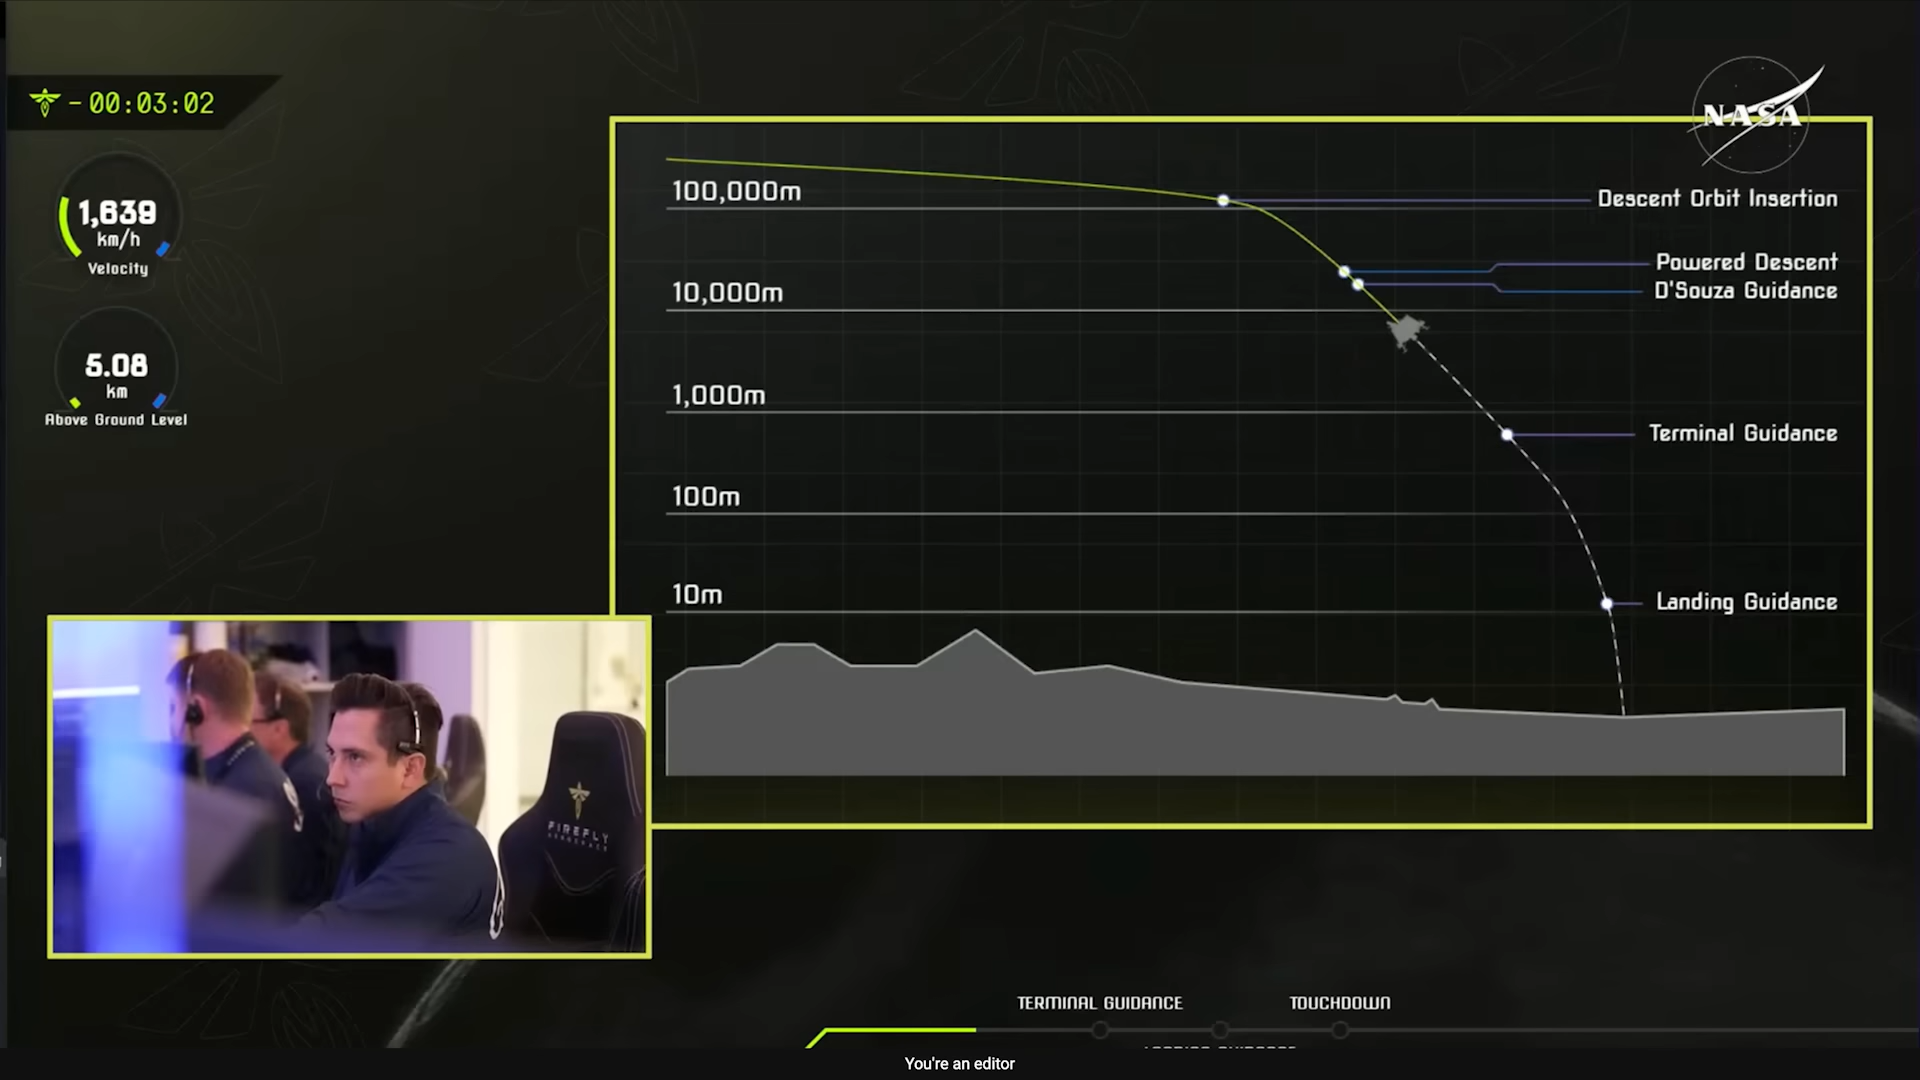 - 00:03:02
NASA
1,639
km/h
Velocity
5.08
km
Above Ground Level
100,000m
10,000m
1,000m
100m
10m
Descent Orbit Insertion
Powered Descent
D'Souza Guidance
Terminal Guidance
Landing Guidance
FIREFLY
AEROSPACE
TERMINAL GUIDANCE
TOUCHDOWN
You're an editor